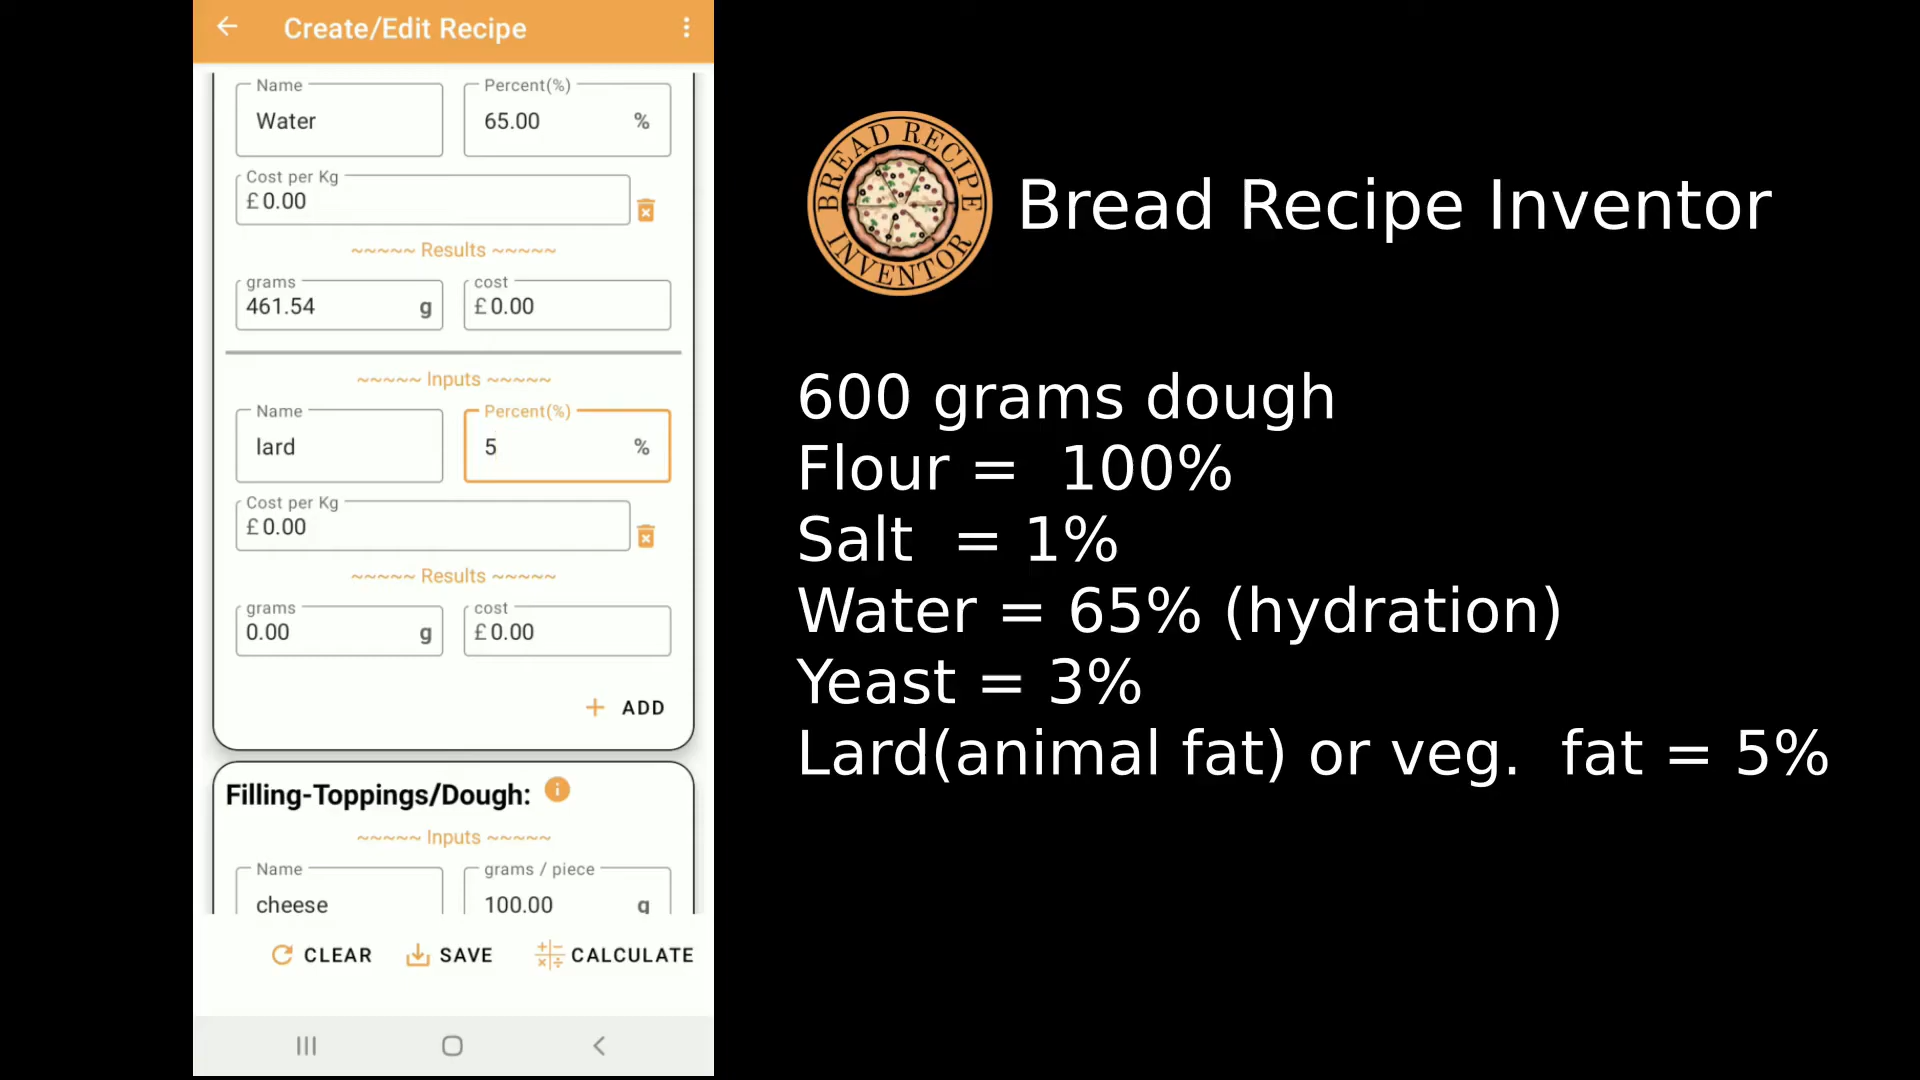 Create/Edit Recipe
Name
Percent(%)
Water
65.00 %
Cost per Kg
£0.00
~~~~~ Results ~~~~~
grams
cost
461.54 g
£0.00
~~~~~ Inputs ~~~~~
Name
Percent(%)
lard
5 %
Cost per Kg
£0.00
~~~~~ Results ~~~~~
grams
cost
0.00 g
£0.00
+ ADD
Filling-Toppings/Dough:
~~~~~ Inputs ~~~~~
Name
grams / piece
cheese
100.00 g
CLEAR
SAVE
CALCULATE
BREAD RECIPE
INVENTOR
Bread Recipe Inventor
600 grams dough
Flour = 100%
Salt = 1%
Water = 65% (hydration)
Yeast = 3%
Lard(animal fat) or veg. fat = 5%